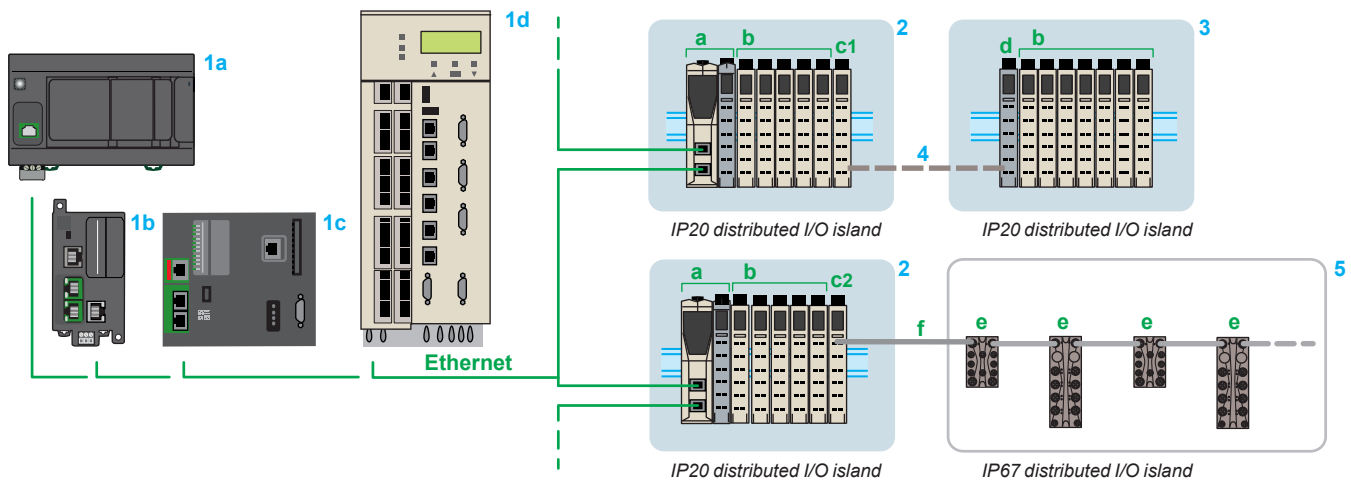 1a
1b
1c
1d
Ethernet
a
b
c1
2
IP20 distributed I/O island
4
d
b
3
IP20 distributed I/O island
a
b
c2
2
IP20 distributed I/O island
f
e
e
e
e
5
IP67 distributed I/O island